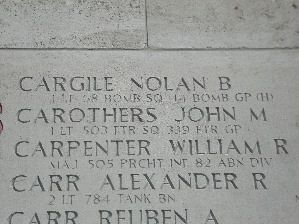 CARGILE NOLAN B
1 LT 68 BOMB SQ 44 BOMB GP (H)
CAROTHERS JOHN M
1 LT 503 FTR SQ 339 FTR GP
CARPENTER WILLIAM R
MAJ 505 PRCHT INF 82 ABN DIV
CARR ALEXANDER R
2 LT 784 TANK BN
CARR REUBEN A